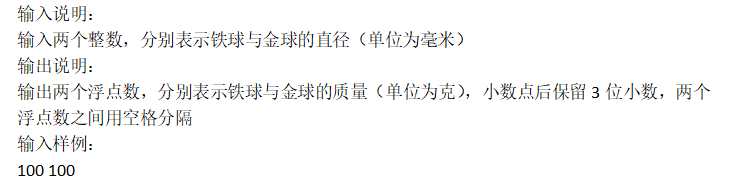 输入说明：
输入两个整数，分别表示铁球与金球的直径（单位为毫米）
输出说明：
输出两个浮点数，分别表示铁球与金球的质量（单位为克），小数点后保留 3 位小数，两个
浮点数之间用空格分隔
输入样例：
100 100